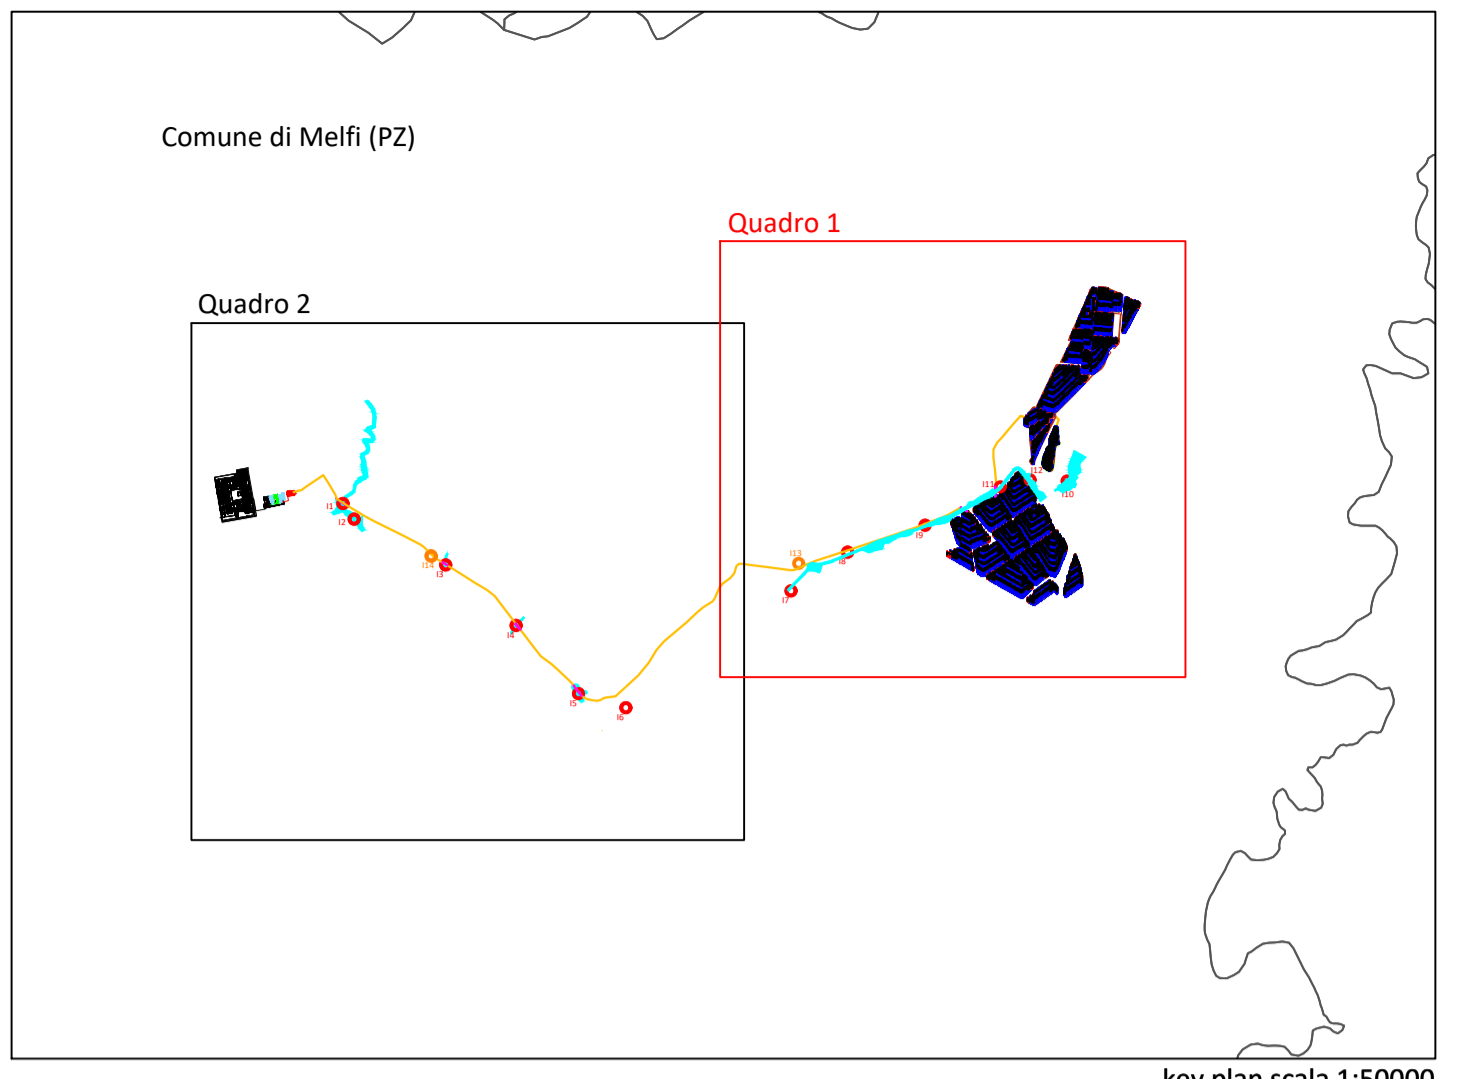 Comune di Melfi (PZ)
Quadro 1
Quadro 2
I12
I11
I10
I1
I2
I9
I13
I8
I14
I3
I7
I4
I5
I6
key plan scala 1:50000